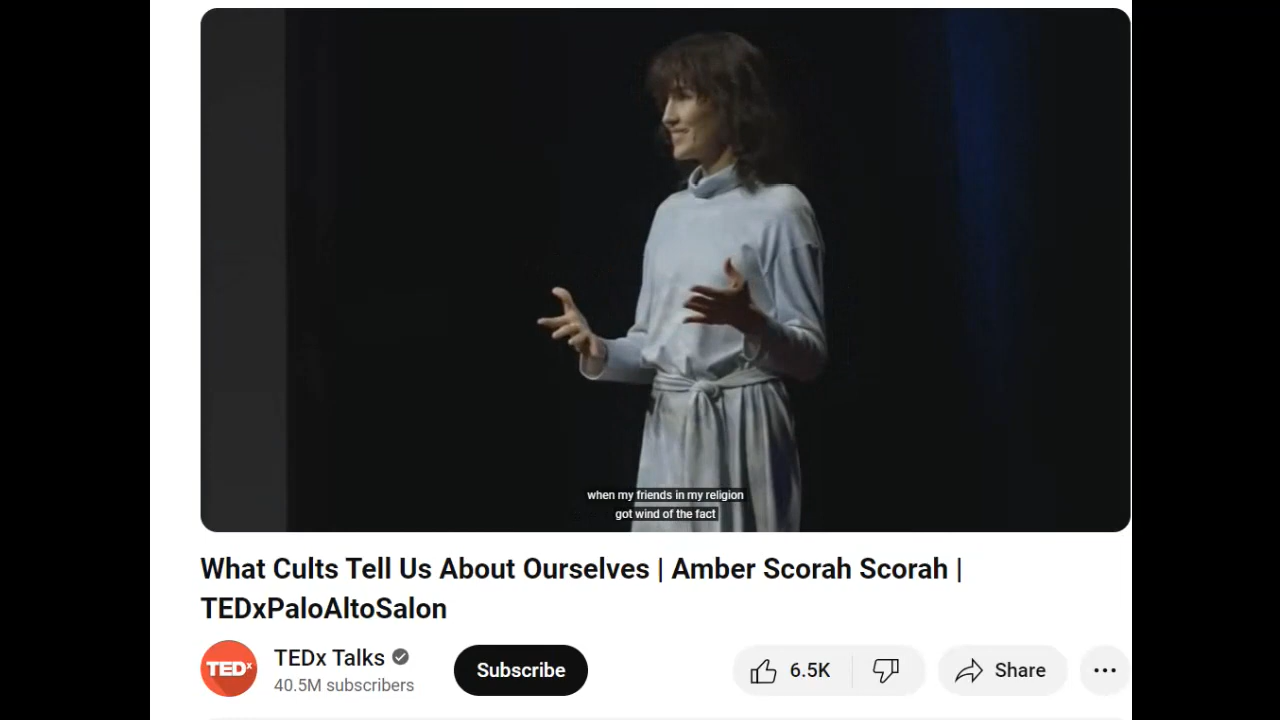 when my friends in my religion
got wind of the fact
What Cults Tell Us About Ourselves | Amber Scorah Scorah |
TEDxPaloAltoSalon
TEDx
TEDx Talks
40.5M subscribers
Subscribe
6.5K
Share